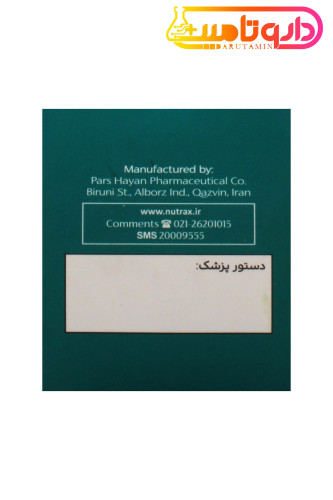 داروتامین
DARUTAMIN
Manufactured by:
Pars Hayan Pharmaceutical Co.
Biruni St., Alborz Ind., Qazvin, Iran
www.nutrax.ir
Comments ☎ 021-26201015
SMS 20009555
دستور پزشک: